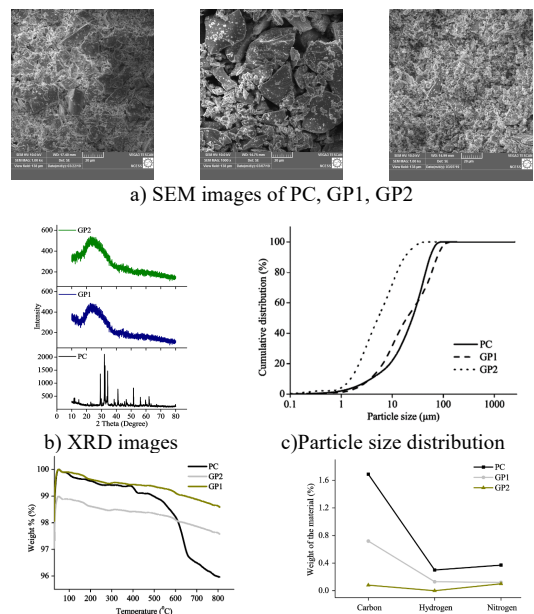 a) SEM images of PC, GP1, GP2
600
GP2
400
200
600
GP1
400
200
Intensity
2000
PC
1500
1000
500
0 10 20 30 40 50 60 70 80
2 Theta (Degree)
b) XRD images
Cumulative distribution (%)
100
80
60
40
20
0
PC
GP1
GP2
0.1 1 10 100 1000
Particle size (µm)
c)Particle size distribution
Weight %
100
99
98
97
96
PC
GP2
GP1
100 200 300 400 500 600 700 800
Temperature (⁰C)
Weight of the material (%)
1.6
1.2
0.8
0.4
0.0
PC
GP1
GP2
Carbon Hydrogen Nitrogen